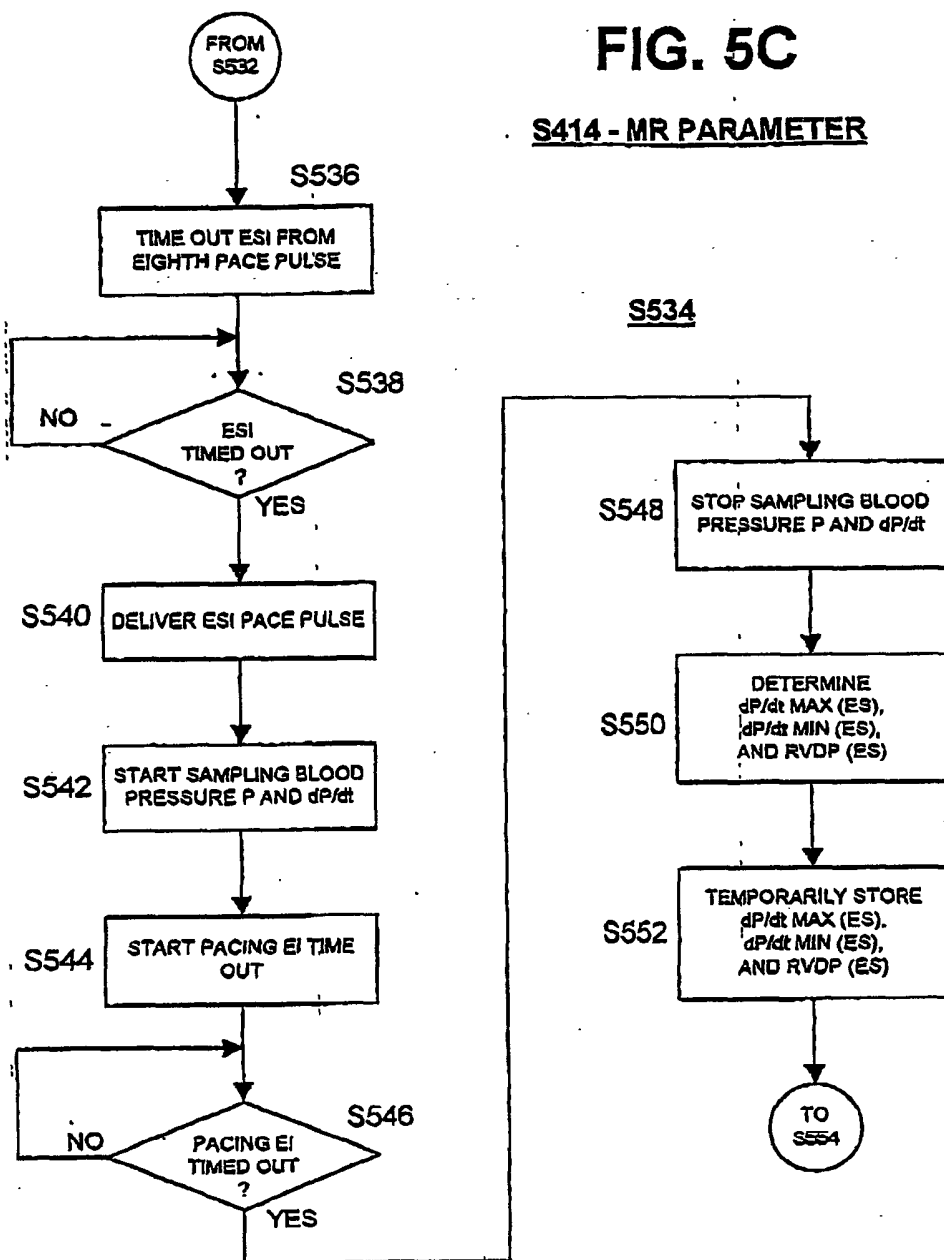 FIG. 5C
S414 - MR PARAMETER
FROM
S532
S536
TIME OUT ESI FROM
EIGHTH PACE PULSE
S538
ESI
TIMED OUT
?
NO
YES
S540
DELIVER ESI PACE PULSE
S542
START SAMPLING BLOOD
PRESSURE P AND dP/dt
S544
START PACING EI TIME
OUT
S546
PACING EI
TIMED OUT
?
NO
YES
S534
S548
STOP SAMPLING BLOOD
PRESSURE P AND dP/dt
S550
DETERMINE
dP/dt MAX (ES),
dP/dt MIN (ES),
AND RVDP (ES)
S552
TEMPORARILY STORE
dP/dt MAX (ES),
dP/dt MIN (ES),
AND RVDP (ES)
TO
S554